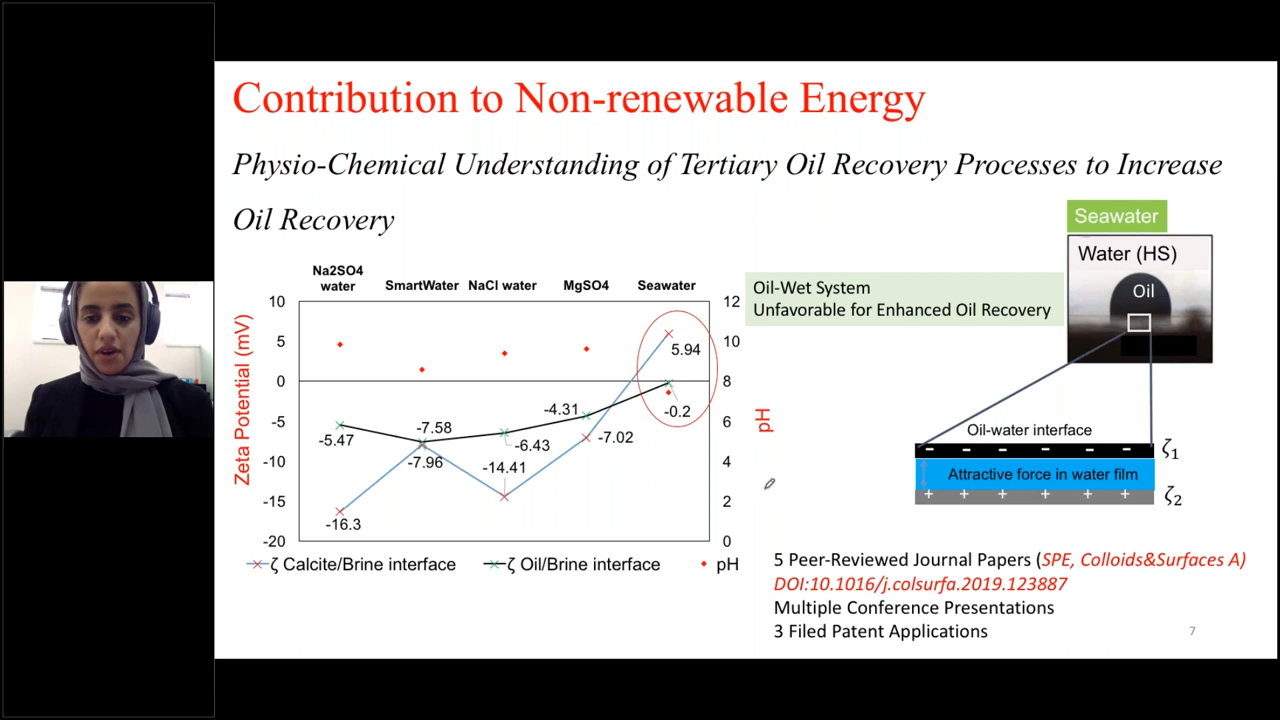 Contribution to Non-renewable Energy
Physio-Chemical Understanding of Tertiary Oil Recovery Processes to Increase
Oil Recovery
Seawater
Water (HS)
Oil
Oil-Wet System
Unfavorable for Enhanced Oil Recovery
Na2SO4
water
SmartWater
NaCl water
MgSO4
Seawater
Zeta Potential (mV)
10
5
0
-5
-10
-15
-20
12
10
8
6
4
2
0
pH
5.94
-0.2
-4.31
-7.02
-7.58
-7.96
-6.43
-14.41
-5.47
-16.3
ζ Calcite/Brine interface
ζ Oil/Brine interface
pH
Oil-water interface
- - - - - -
ζ1
Attractive force in water film
+ + + + + +
ζ2
5 Peer-Reviewed Journal Papers (SPE, Colloids&Surfaces A)
DOI:10.1016/j.colsurfa.2019.123887
Multiple Conference Presentations
3 Filed Patent Applications
7